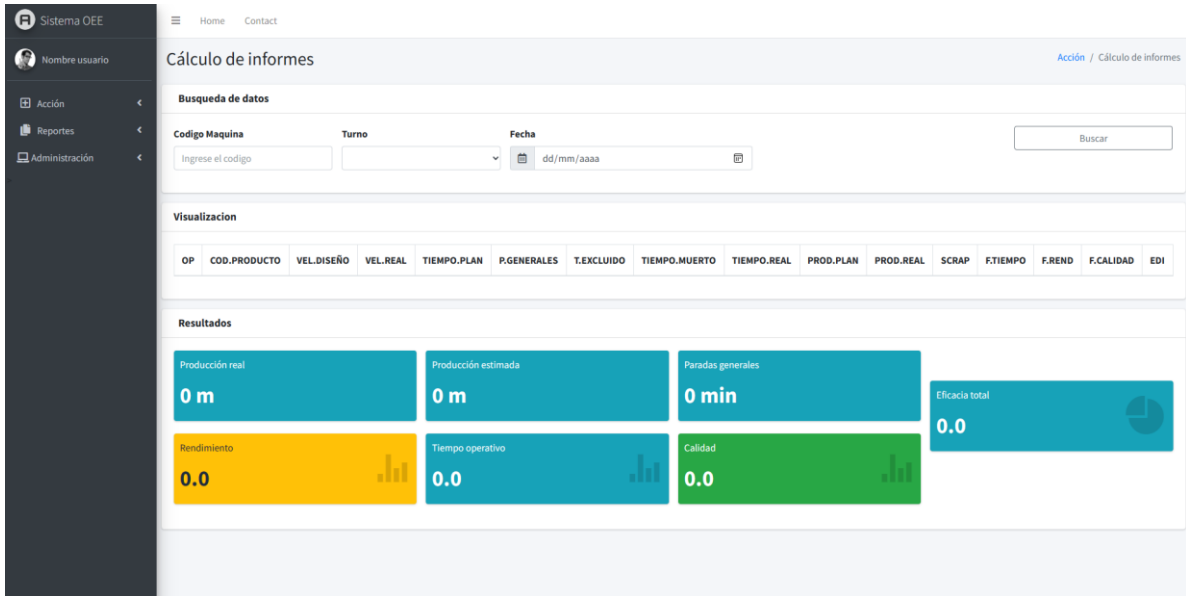 Sistema OEE
Home Contact
Nombre usuario
Acción
Reportes
Administración
Cálculo de informes
Acción / Cálculo de informes
Busqueda de datos
Codigo Maquina Turno Fecha
Ingrese el codigo dd/mm/aaaa
Buscar
Visualizacion
OP COD.PRODUCTO VEL.DISEÑO VEL.REAL TIEMPO.PLAN P.GENERALES T.EXCLUIDO TIEMPO.MUERTO TIEMPO.REAL PROD.PLAN PROD.REAL SCRAP F.TIEMPO F.REND F.CALIDAD EDI
Resultados
Producción real
0 m
Producción estimada
0 m
Paradas generales
0 min
Eficacia total
0.0
Rendimiento
0.0
Tiempo operativo
0.0
Calidad
0.0